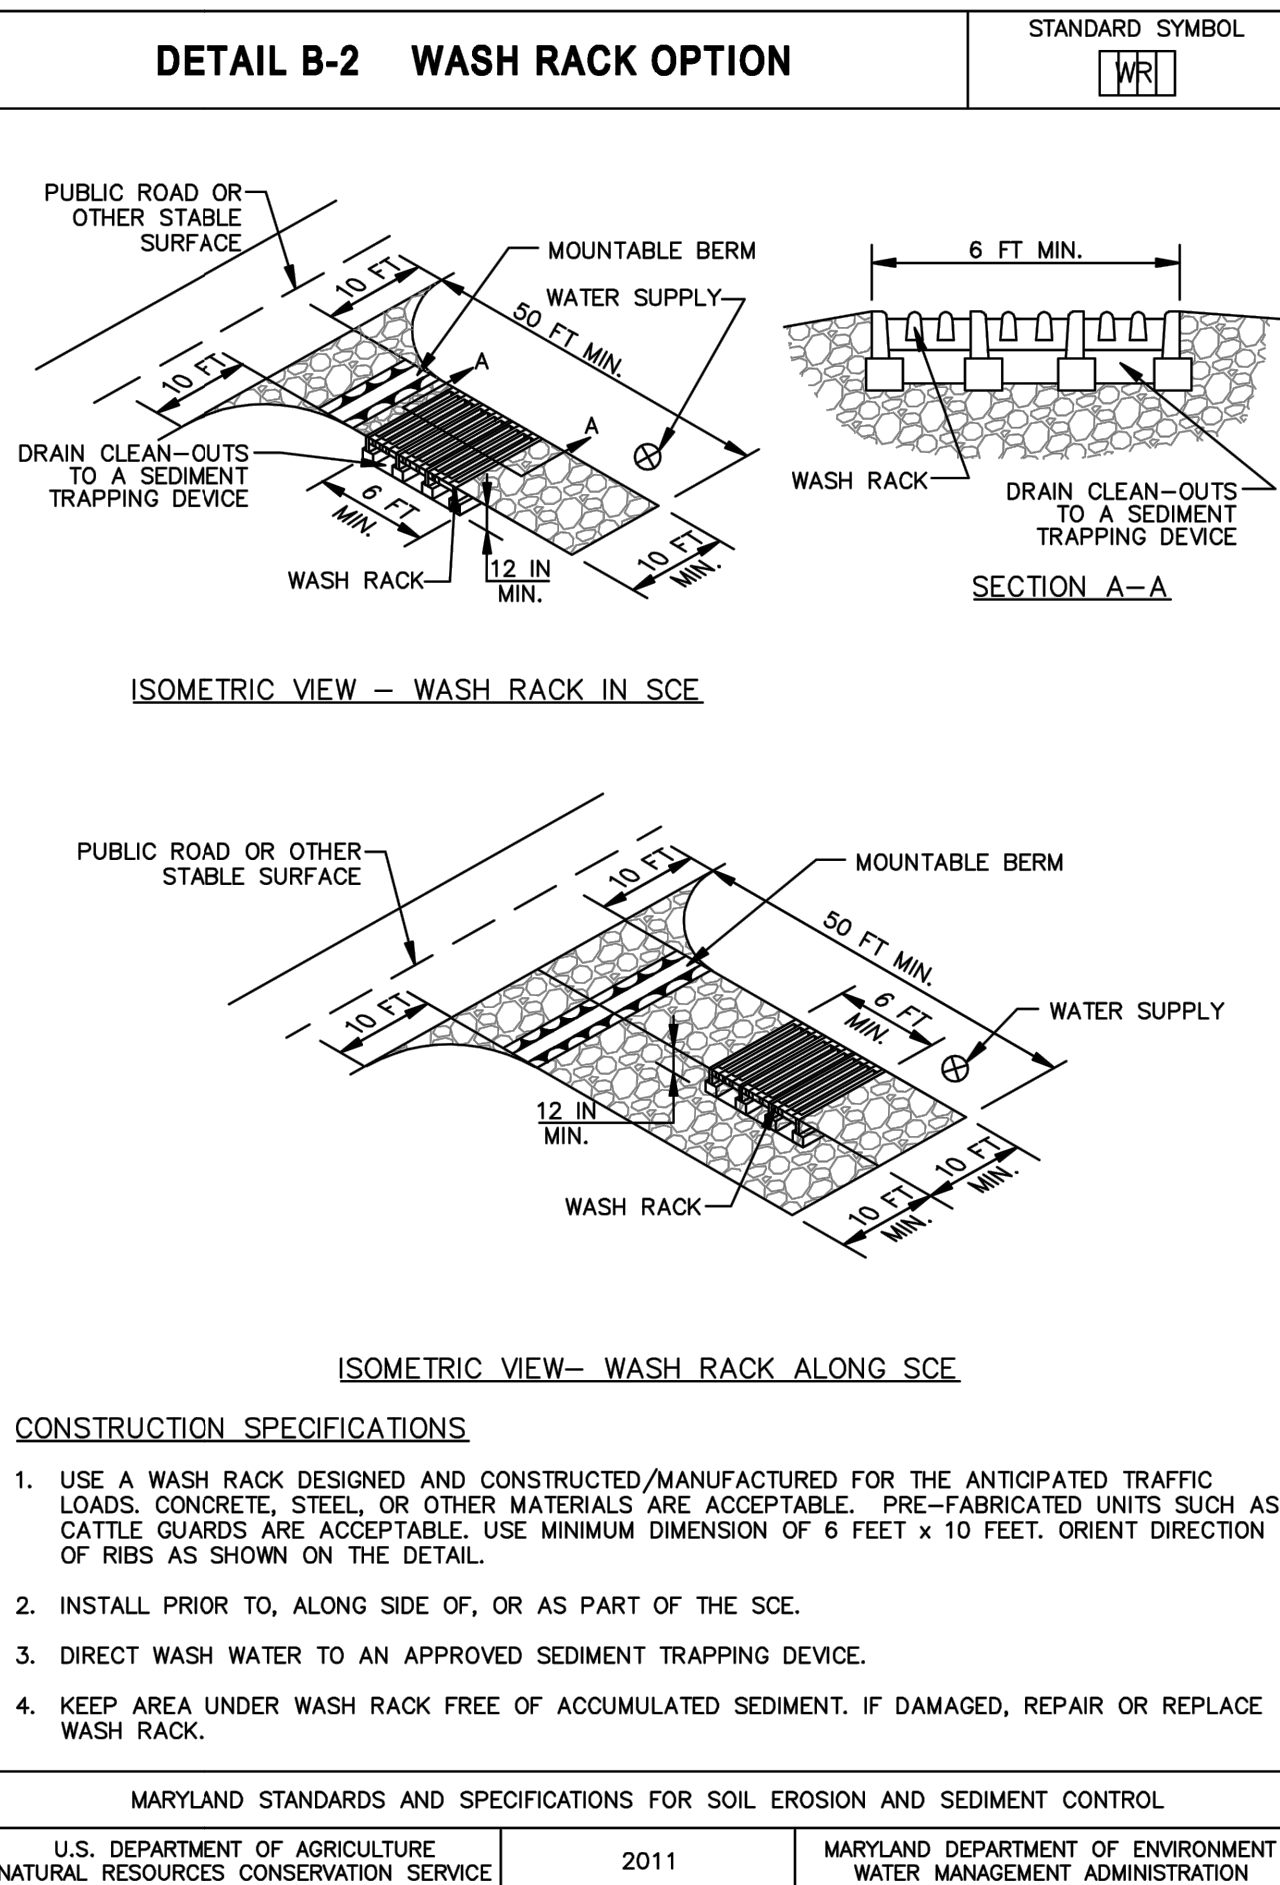 DETAIL B-2 WASH RACK OPTION
STANDARD SYMBOL
WR
PUBLIC ROAD OR
OTHER STABLE
SURFACE
10 FT
MOUNTABLE BERM
WATER SUPPLY
50 FT MIN.
10 FT
A
A
DRAIN CLEAN-OUTS
TO A SEDIMENT
TRAPPING DEVICE
6 FT
MIN.
WASH RACK
12 IN
MIN.
10 FT
MIN.
6 FT MIN.
WASH RACK
DRAIN CLEAN-OUTS
TO A SEDIMENT
TRAPPING DEVICE
SECTION A-A
ISOMETRIC VIEW - WASH RACK IN SCE
PUBLIC ROAD OR OTHER
STABLE SURFACE
10 FT
MOUNTABLE BERM
50 FT MIN.
10 FT
6 FT
MIN.
WATER SUPPLY
12 IN
MIN.
WASH RACK
10 FT
MIN.
10 FT
MIN.
ISOMETRIC VIEW- WASH RACK ALONG SCE
CONSTRUCTION SPECIFICATIONS
1. USE A WASH RACK DESIGNED AND CONSTRUCTED/MANUFACTURED FOR THE ANTICIPATED TRAFFIC
LOADS. CONCRETE, STEEL, OR OTHER MATERIALS ARE ACCEPTABLE. PRE-FABRICATED UNITS SUCH AS
CATTLE GUARDS ARE ACCEPTABLE. USE MINIMUM DIMENSION OF 6 FEET x 10 FEET. ORIENT DIRECTION
OF RIBS AS SHOWN ON THE DETAIL.
2. INSTALL PRIOR TO, ALONG SIDE OF, OR AS PART OF THE SCE.
3. DIRECT WASH WATER TO AN APPROVED SEDIMENT TRAPPING DEVICE.
4. KEEP AREA UNDER WASH RACK FREE OF ACCUMULATED SEDIMENT. IF DAMAGED, REPAIR OR REPLACE
WASH RACK.
MARYLAND STANDARDS AND SPECIFICATIONS FOR SOIL EROSION AND SEDIMENT CONTROL
U.S. DEPARTMENT OF AGRICULTURE
NATURAL RESOURCES CONSERVATION SERVICE
2011
MARYLAND DEPARTMENT OF ENVIRONMENT
WATER MANAGEMENT ADMINISTRATION